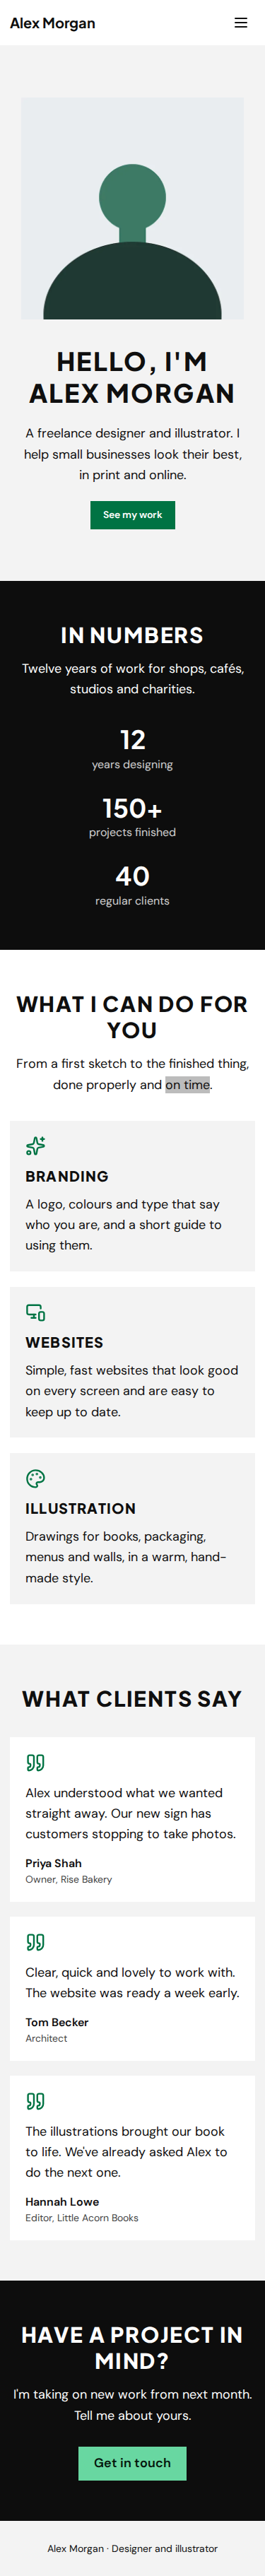 Alex Morgan
HELLO, I'M
ALEX MORGAN
A freelance designer and illustrator. I
help small businesses look their best,
in print and online.
See my work
IN NUMBERS
Twelve years of work for shops, cafés,
studios and charities.
12
years designing
150+
projects finished
40
regular clients
WHAT I CAN DO FOR
YOU
From a first sketch to the finished thing,
done properly and on time.
BRANDING
A logo, colours and type that say
who you are, and a short guide to
using them.
WEBSITES
Simple, fast websites that look good
on every screen and are easy to
keep up to date.
ILLUSTRATION
Drawings for books, packaging,
menus and walls, in a warm, hand-
made style.
WHAT CLIENTS SAY
Alex understood what we wanted
straight away. Our new sign has
customers stopping to take photos.
Priya Shah
Owner, Rise Bakery
Clear, quick and lovely to work with.
The website was ready a week early.
Tom Becker
Architect
The illustrations brought our book
to life. We've already asked Alex to
do the next one.
Hannah Lowe
Editor, Little Acorn Books
HAVE A PROJECT IN
MIND?
I'm taking on new work from next month.
Tell me about yours.
Get in touch
Alex Morgan · Designer and illustrator